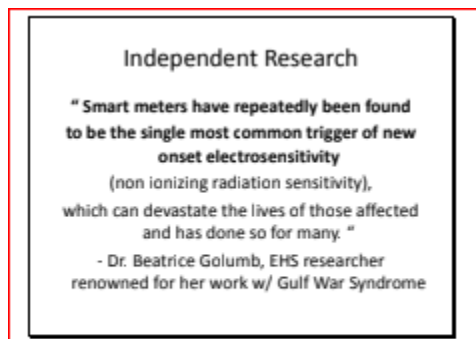 Independent Research
“ Smart meters have repeatedly been found
to be the single most common trigger of new
onset electrosensitivity
(non ionizing radiation sensitivity),
which can devastate the lives of those affected
and has done so for many. “
- Dr. Beatrice Golumb, EHS researcher
renowned for her work w/ Gulf War Syndrome